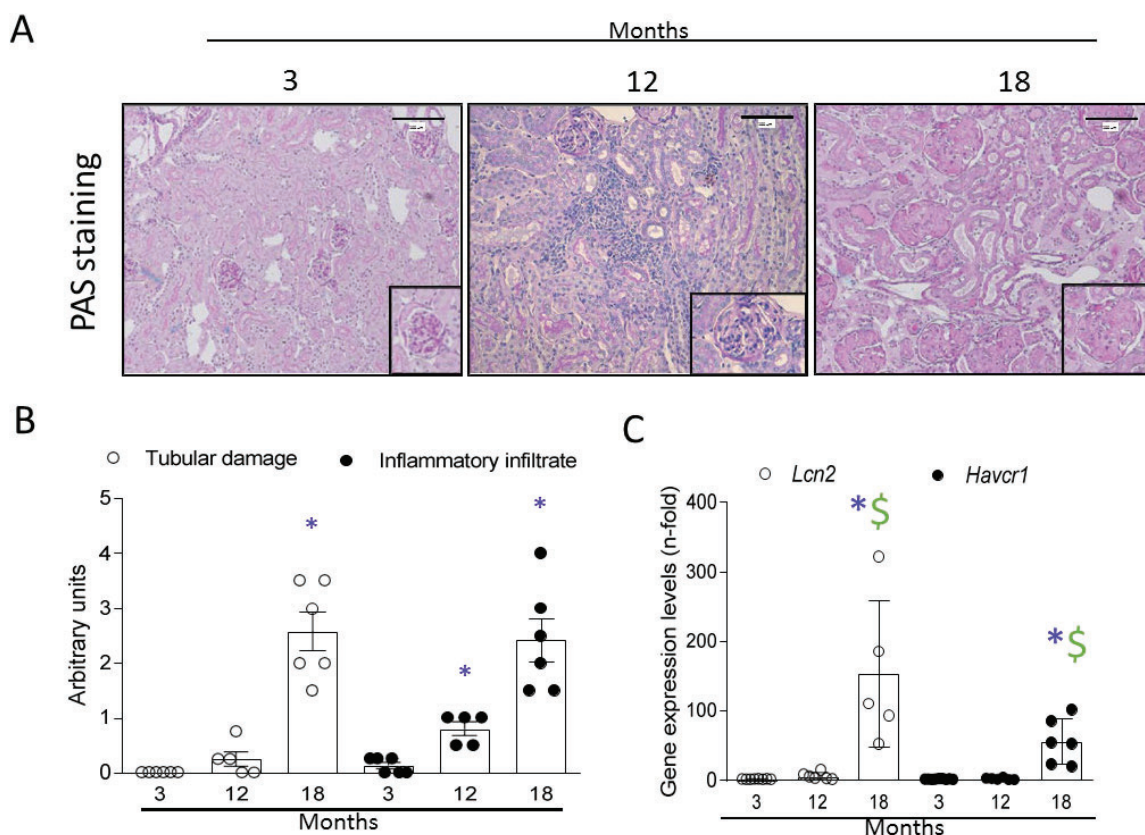 A
Months
3 12 18
PAS staining
B
○ Tubular damage ● Inflammatory infiltrate
Arbitrary units
5
4
3
2
1
0
* * *
3 12 18 3 12 18
Months
C
○ Lcn2 ● Havcr1
Gene expression levels (n-fold)
400
300
200
100
0
*$ *$
3 12 18 3 12 18
Months